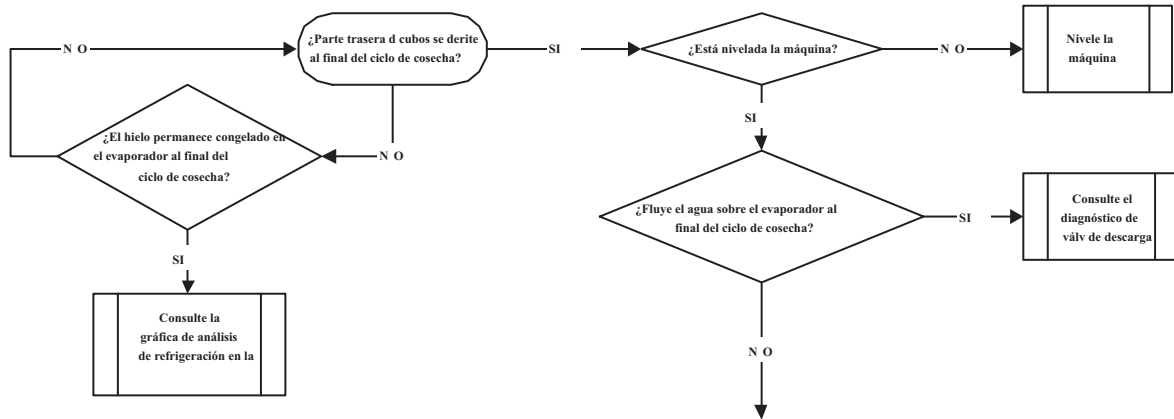 ¿Parte trasera d cubos se derite
al final del ciclo de cosecha?
N O
SI
¿Está nivelada la máquina?
N O
Nivele la
máquina
SI
¿El hielo permanece congelado en
el evaporador al final del
ciclo de cosecha?
N O
SI
Consulte la
gráfica de análisis
de refrigeración en la
¿Fluye el agua sobre el evaporador al
final del ciclo de cosecha?
SI
Consulte el
diagnóstico de
válv de descarga
N O